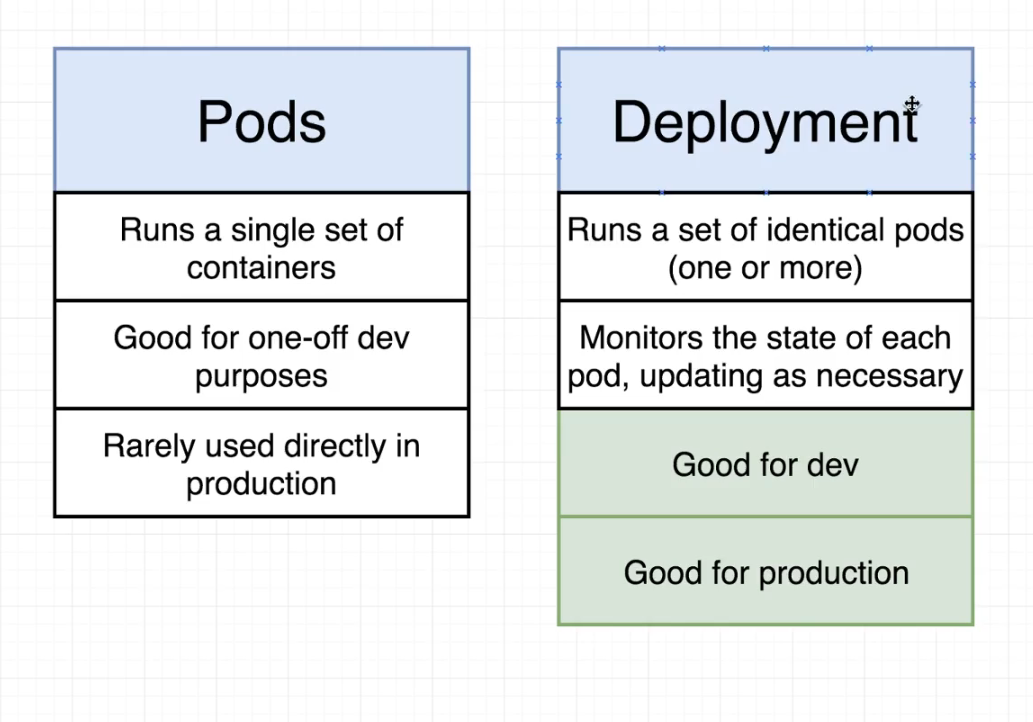 Pods
Runs a single set of
containers
Good for one-off dev
purposes
Rarely used directly in
production
Deployment
Runs a set of identical pods
(one or more)
Monitors the state of each
pod, updating as necessary
Good for dev
Good for production